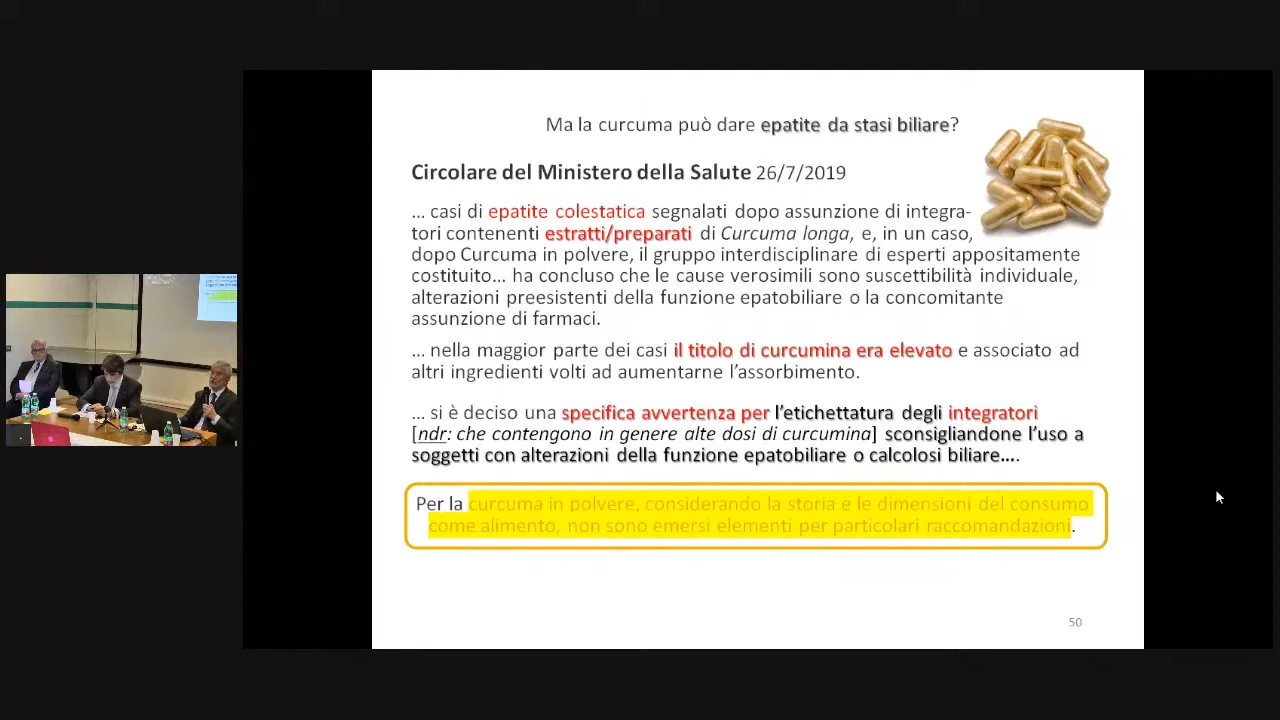 Ma la curcuma può dare epatite da stasi biliare?
Circolare del Ministero della Salute 26/7/2019
... casi di epatite colestatica segnalati dopo assunzione di integra-
tori contenenti estratti/preparati di Curcuma longa, e, in un caso,
dopo Curcuma in polvere, il gruppo interdisciplinare di esperti appositamente
costituito... ha concluso che le cause verosimili sono suscettibilità individuale,
alterazioni preesistenti della funzione epatobiliare o la concomitante
assunzione di farmaci.
... nella maggior parte dei casi il titolo di curcumina era elevato e associato ad
altri ingredienti volti ad aumentarne l'assorbimento.
... si è deciso una specifica avvertenza per l'etichettatura degli integratori
[ndr: che contengono in genere alte dosi di curcumina] sconsigliandone l'uso a
soggetti con alterazioni della funzione epatobiliare o calcolosi biliare....
Per la curcuma in polvere, considerando la storia e le dimensioni del consumo
come alimento, non sono emersi elementi per particolari raccomandazioni.
50